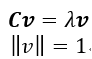 Cv = λv
‖v‖ = 1